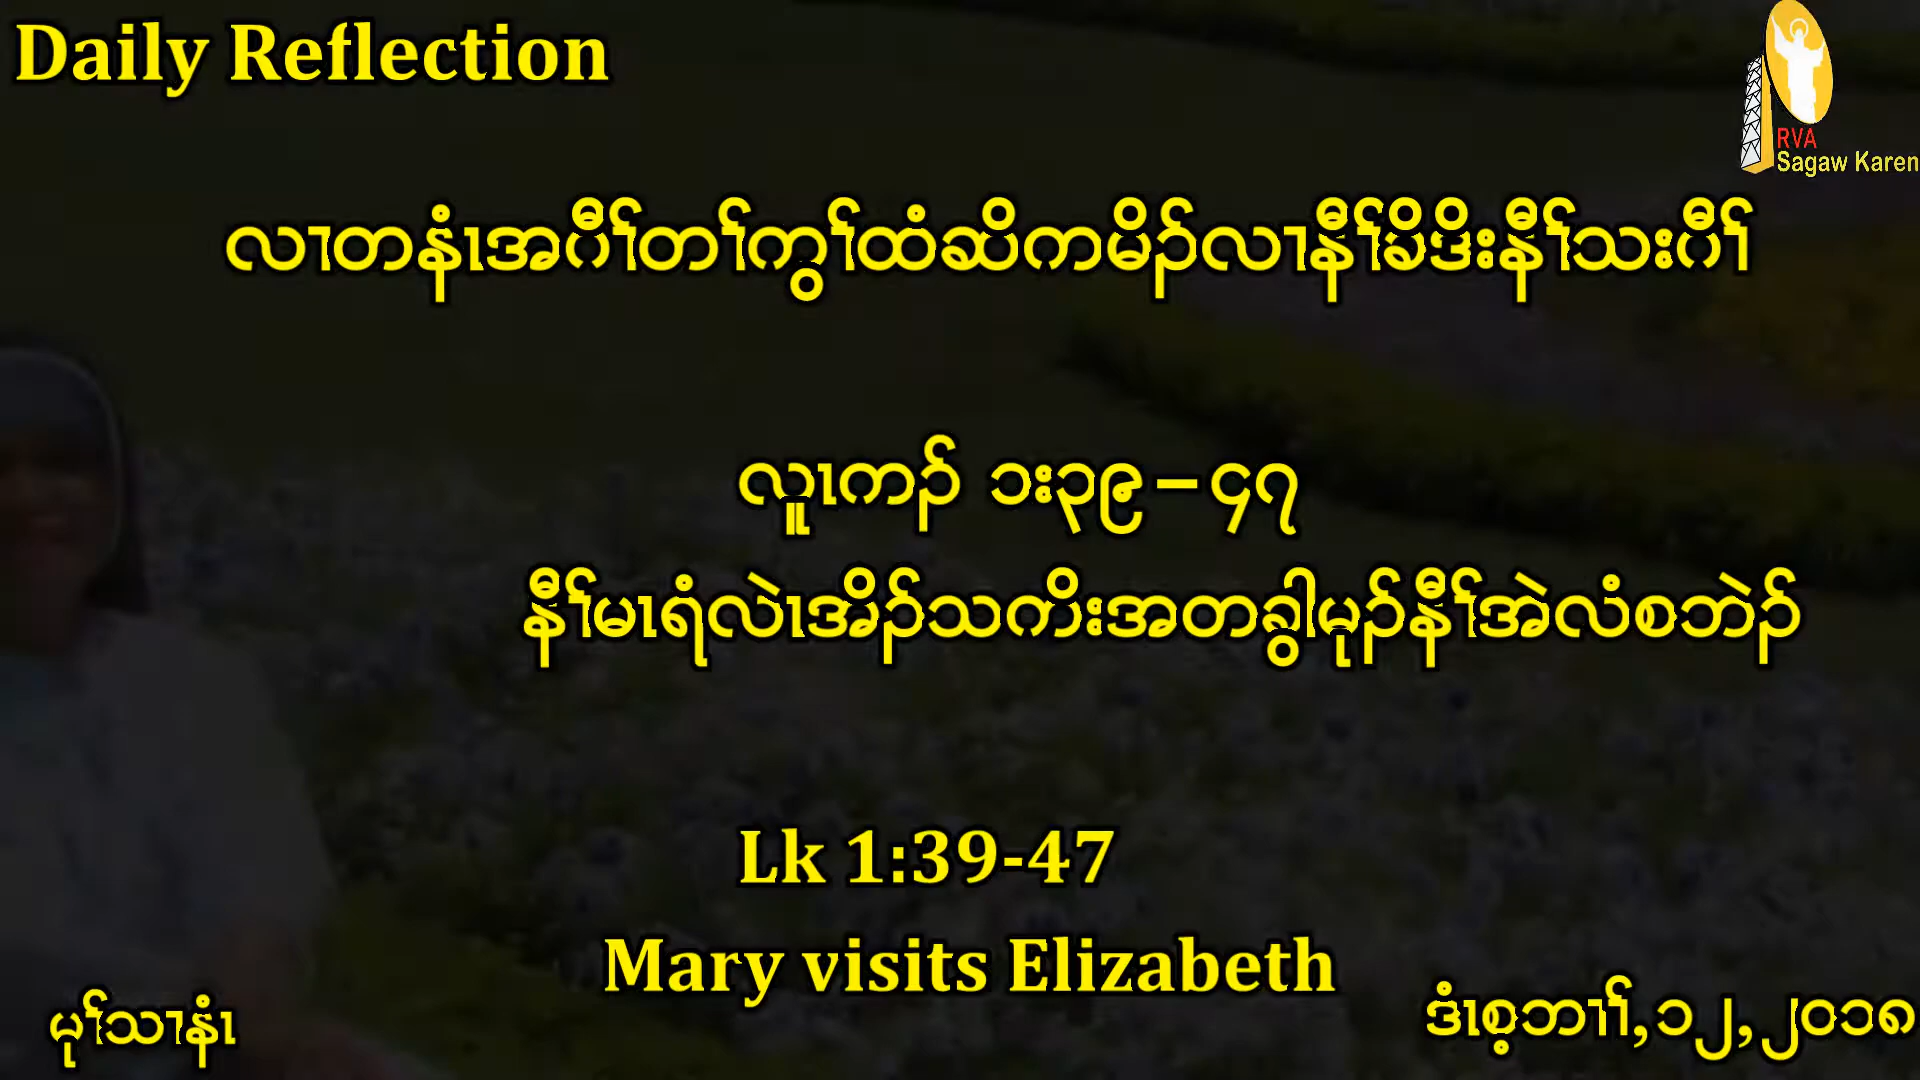 Daily Reflection
RVA
Sagaw Karen
လၢတနံၤအပီၢ်တၢ်ကွၢ်ထံဆိကမိၣ်လၢနီၢ်ခိဒိးနီၢ်သးဂီၢ်
လူၤကၣ် ၁း၃၉-၄၇
နီၢ်မၤရံလဲၤအိၣ်သကိးအတခွါမုၣ်နီၢ်အဲလံစဘဲၣ်
Lk 1:39-47
Mary visits Elizabeth
မုၢ်သၢနံၤ
ဒံၤစ့ဘၢၢ်,၁၂,၂၀၁၈